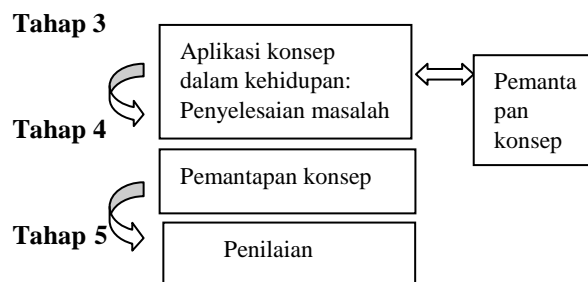 Tahap 3
Aplikasi konsep
dalam kehidupan:
Penyelesaian masalah
Pemanta
pan
konsep
Tahap 4
Pemantapan konsep
Tahap 5
Penilaian